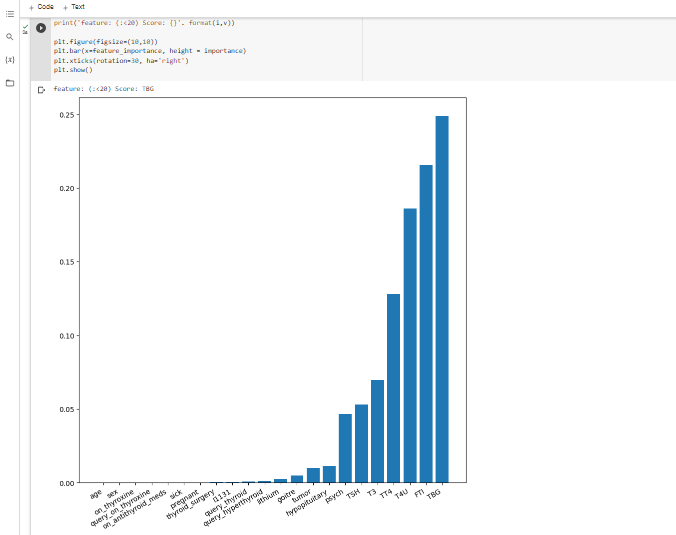 + Code + Text
print('feature: (:<20) Score: {}'. format(i,v))
plt.figure(figsize=(10,10))
plt.bar(x=feature_importance, height = importance)
plt.xticks(rotation=30, ha='right')
plt.show()
{x}
feature: (:<20) Score: TBG
0.25
0.20
0.15
0.10
0.05
0.00
age
sex
on_thyroxine
query_on_thyroxine
on_antithyroid_meds
sick
pregnant
thyroid_surgery
I1131
query_thyroid
query_hyperthyroid
lithium
goitre
tumor
hypopituitary
psych
TSH
T3
TT4
T4U
FTI
TBG